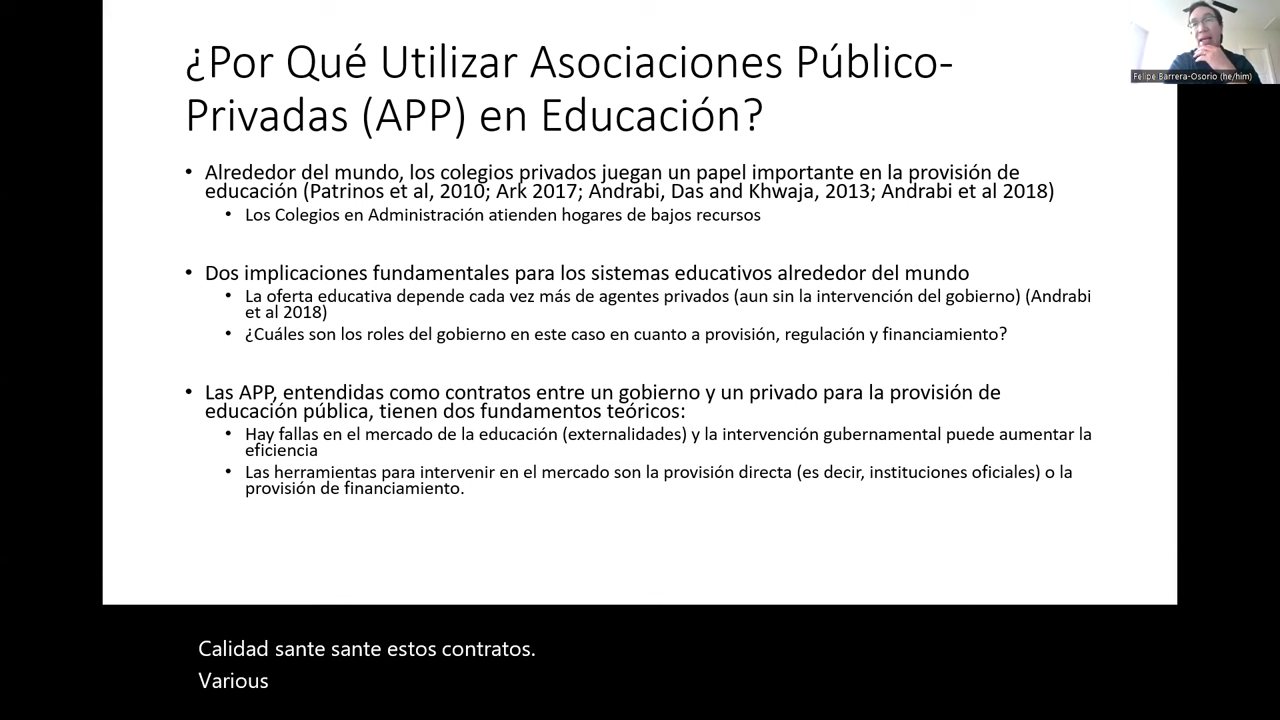 ¿Por Qué Utilizar Asociaciones Público-
Privadas (APP) en Educación?
Felipe Barrera-Osorio (he/him)
• Alrededor del mundo, los colegios privados juegan un papel importante en la provisión de
educación (Patrinos et al, 2010; Ark 2017; Andrabi, Das and Khwaja, 2013; Andrabi et al 2018)
• Los Colegios en Administración atienden hogares de bajos recursos
• Dos implicaciones fundamentales para los sistemas educativos alrededor del mundo
• La oferta educativa depende cada vez más de agentes privados (aun sin la intervención del gobierno) (Andrabi
et al 2018)
• ¿Cuáles son los roles del gobierno en este caso en cuanto a provisión, regulación y financiamiento?
• Las APP, entendidas como contratos entre un gobierno y un privado para la provisión de
educación pública, tienen dos fundamentos teóricos:
• Hay fallas en el mercado de la educación (externalidades) y la intervención gubernamental puede aumentar la
eficiencia
• Las herramientas para intervenir en el mercado son la provisión directa (es decir, instituciones oficiales) o la
provisión de financiamiento.
Calidad sante sante estos contratos.
Various